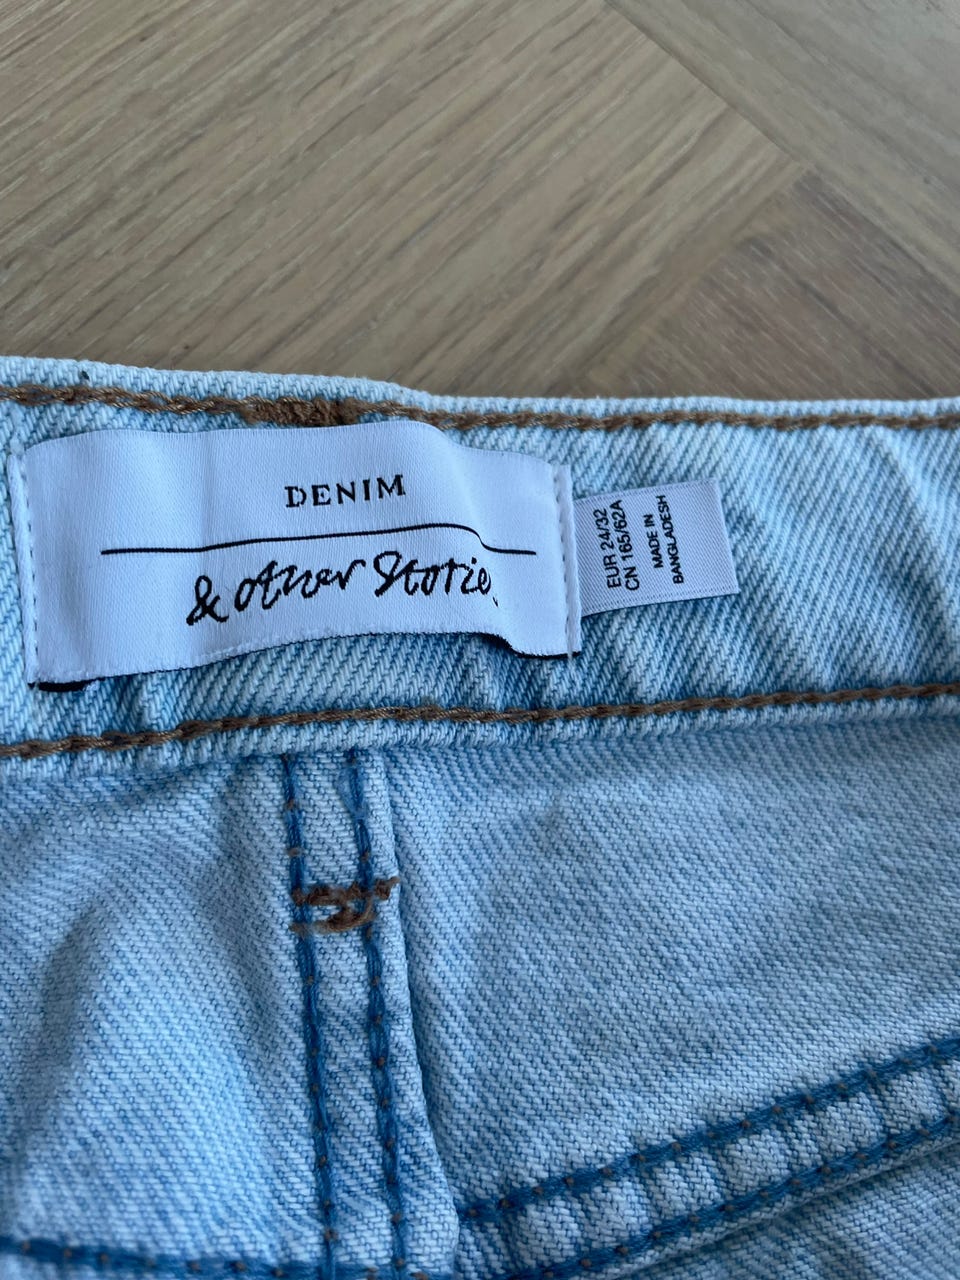 DENIM
& Other Stories
EUR 24/32
CN 165/62A
MADE IN
BANGLADESH